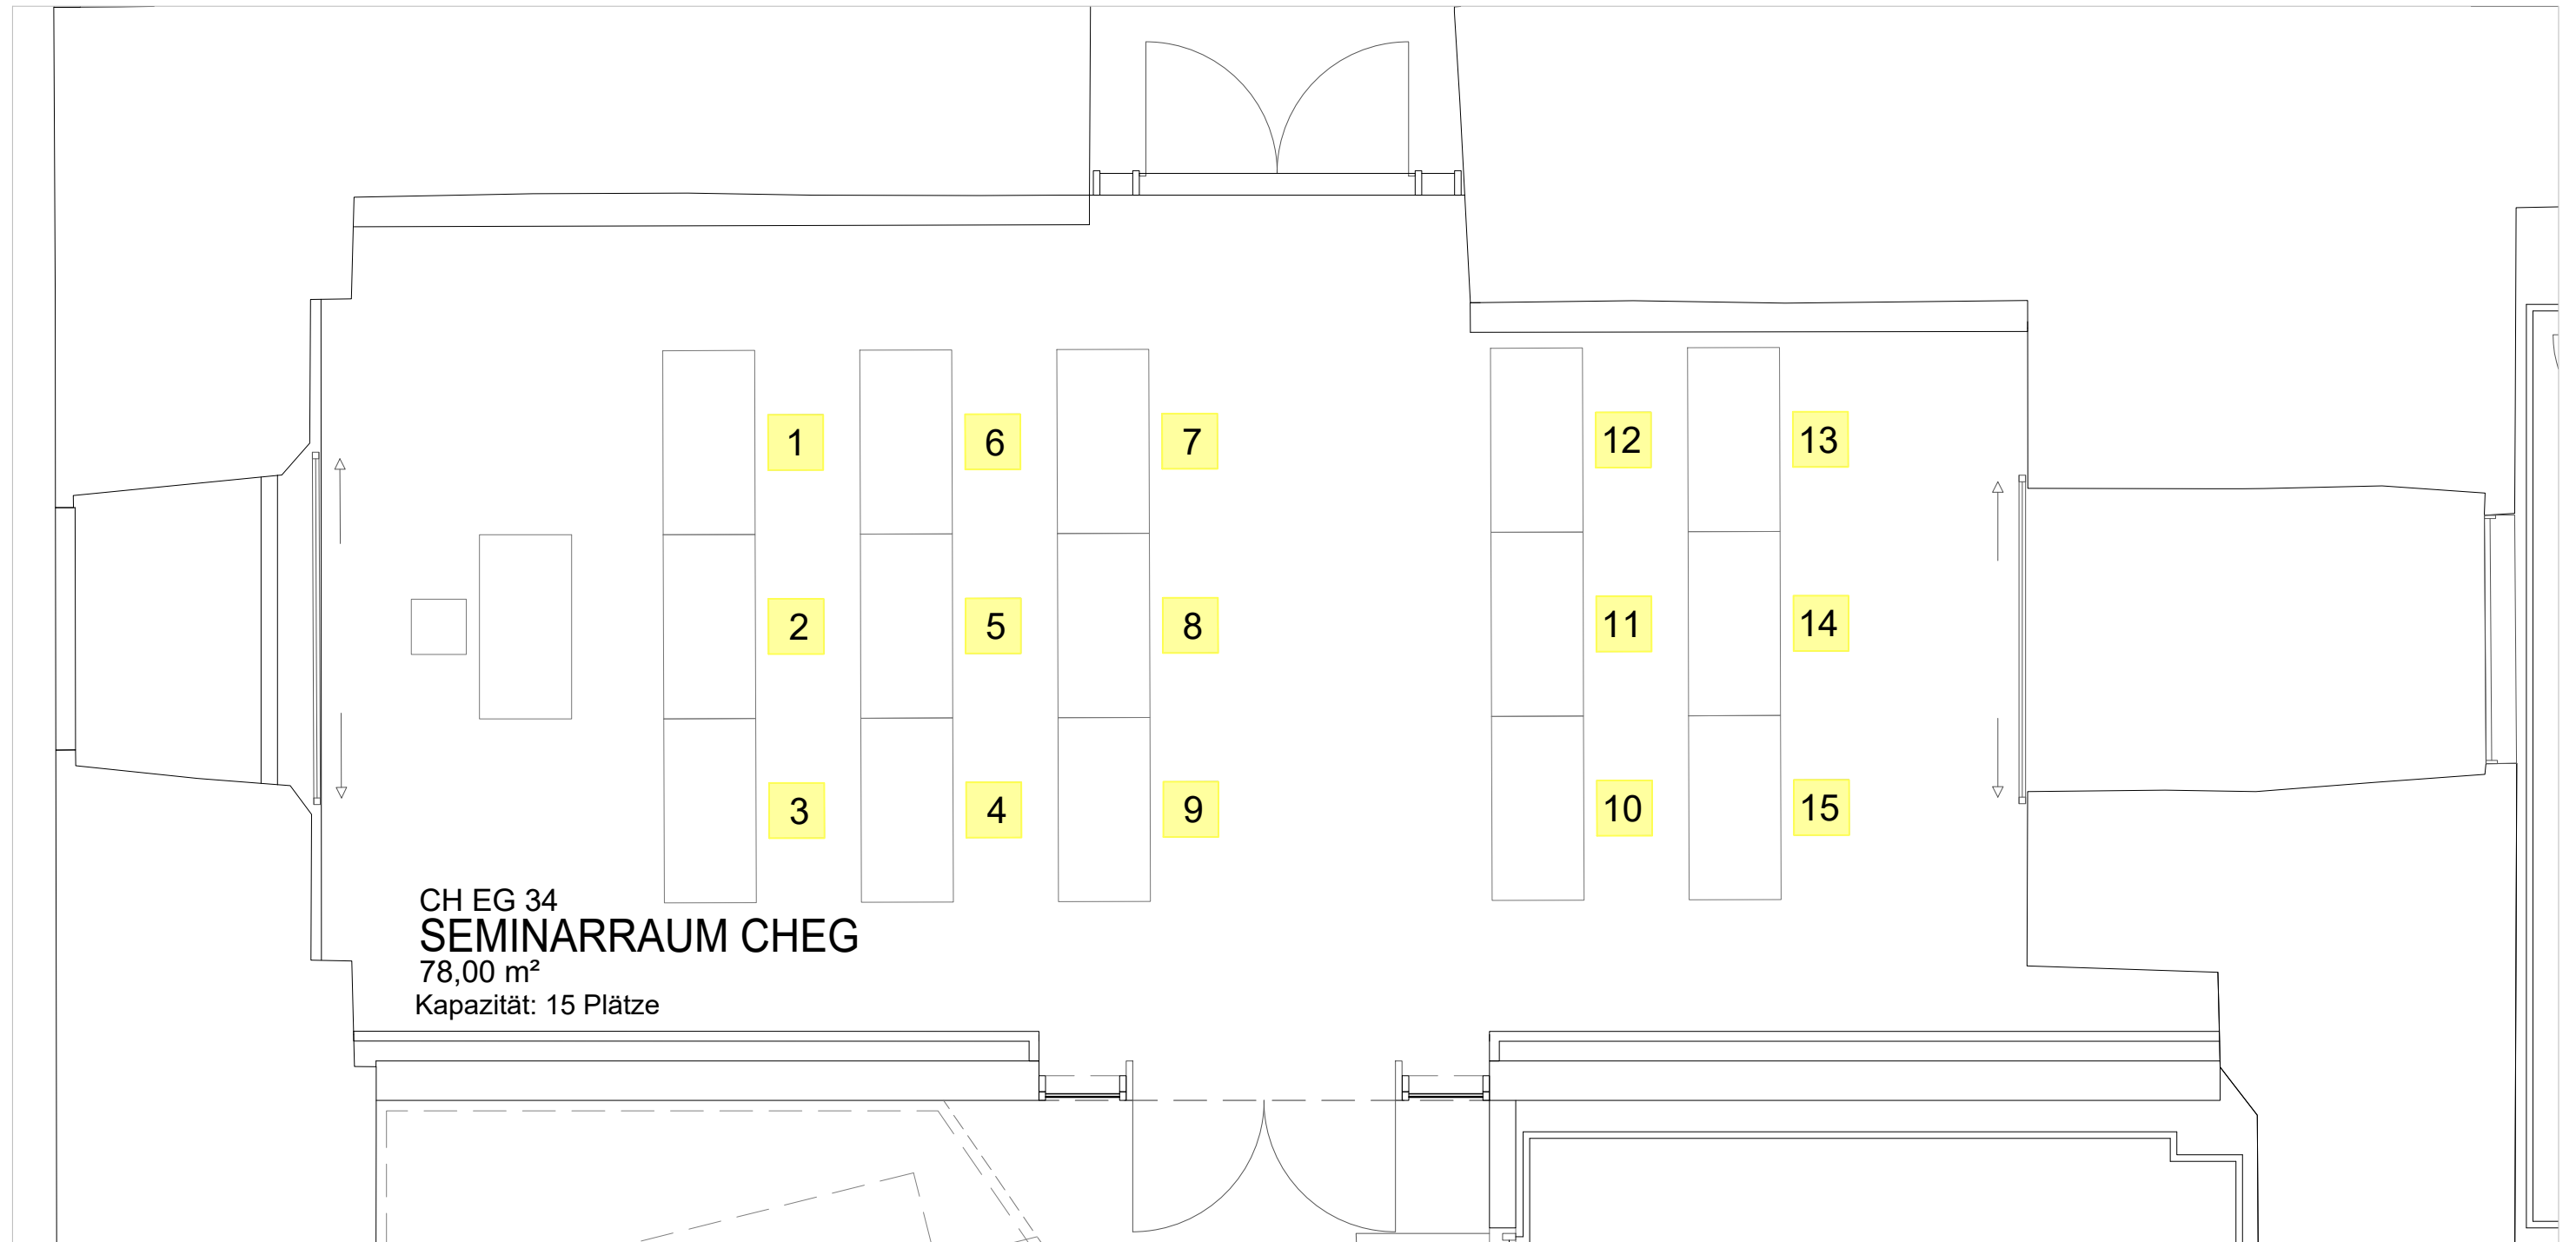 1 6 7 12 13
2 5 8 11 14
3 4 9 10 15
CH EG 34
SEMINARRAUM CHEG
78,00 m²
Kapazität: 15 Plätze